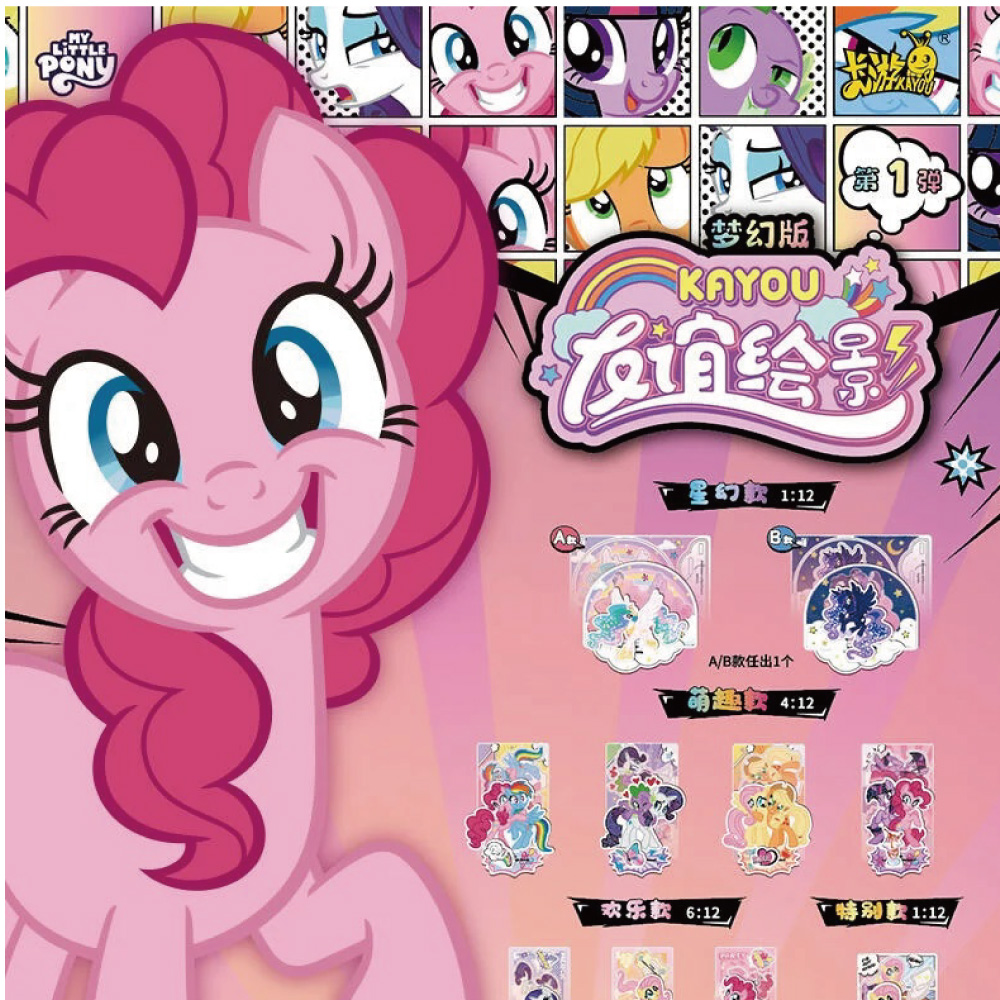 MY
LITTLE
PONY
卡游
KAYOU
®
第1弹
梦幻版
KAYOU
友谊绘景
星幻款 1:12
A款
B款
A/B款任出1个
萌趣款 4:12
欢乐款 6:12
特别款 1:12